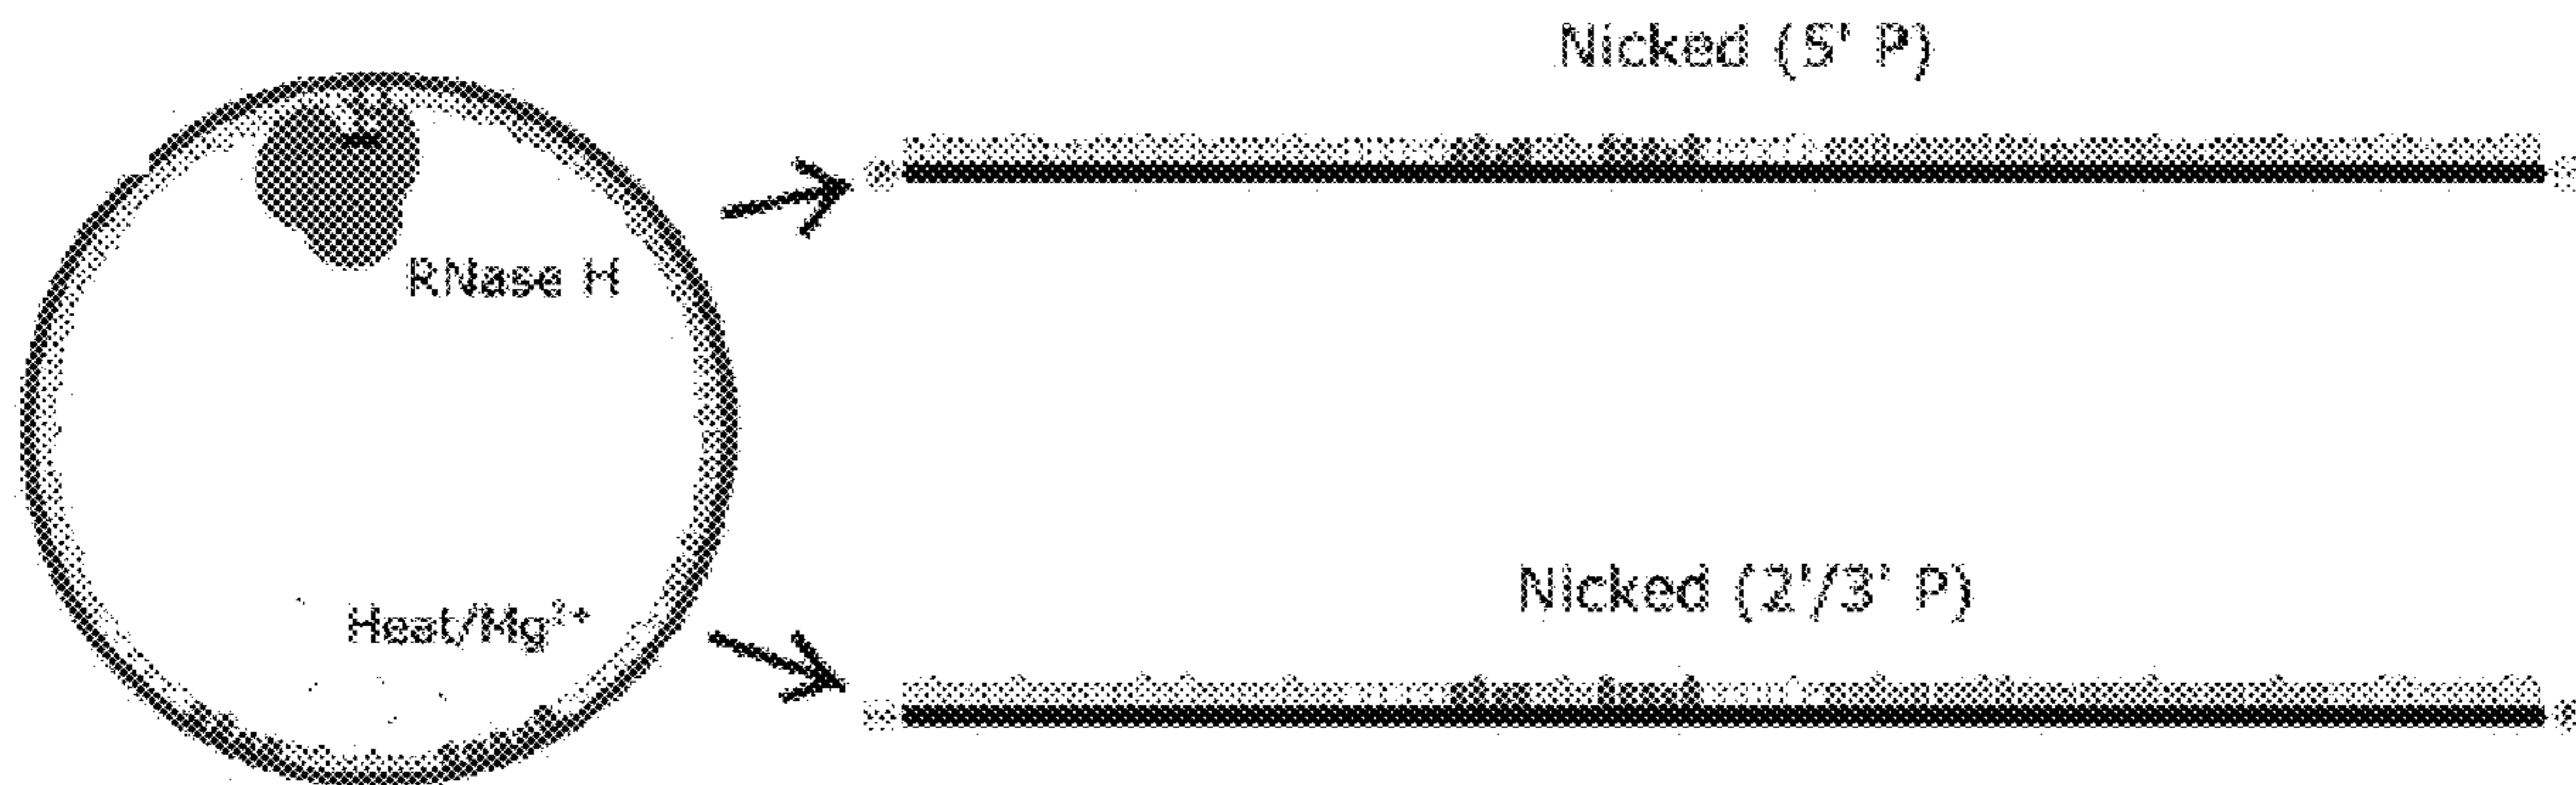 Nicked (5' P)
RNase H
Nicked (2'/3' P)
Heat/Mg²⁺